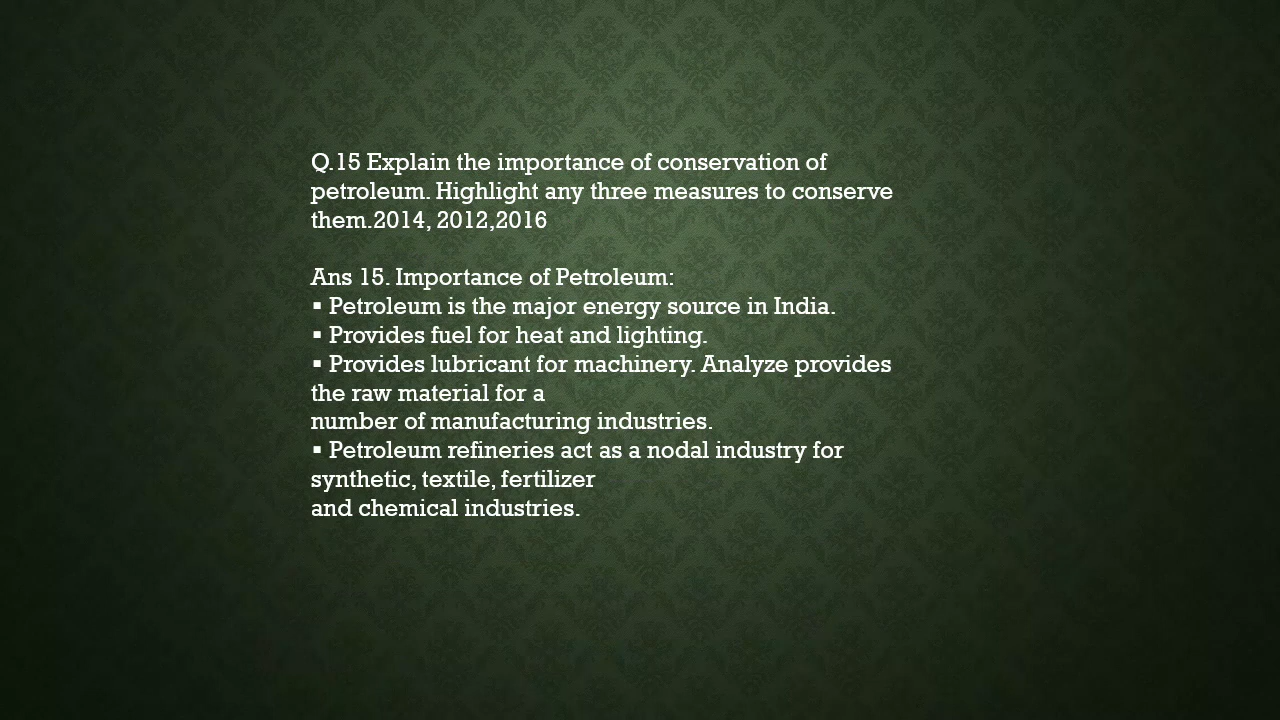 Q.15 Explain the importance of conservation of
petroleum. Highlight any three measures to conserve
them.2014, 2012,2016
Ans 15. Importance of Petroleum:
▪ Petroleum is the major energy source in India.
▪ Provides fuel for heat and lighting.
▪ Provides lubricant for machinery. Analyze provides
the raw material for a
number of manufacturing industries.
▪ Petroleum refineries act as a nodal industry for
synthetic, textile, fertilizer
and chemical industries.